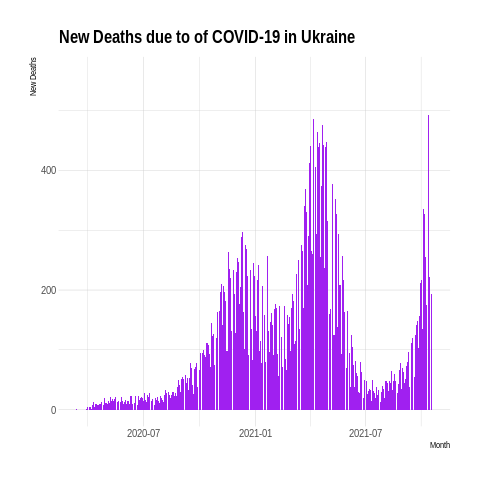 New Deaths due to of COVID-19 in Ukraine
New Deaths
400
200
0
2020-07
2021-01
2021-07
Month